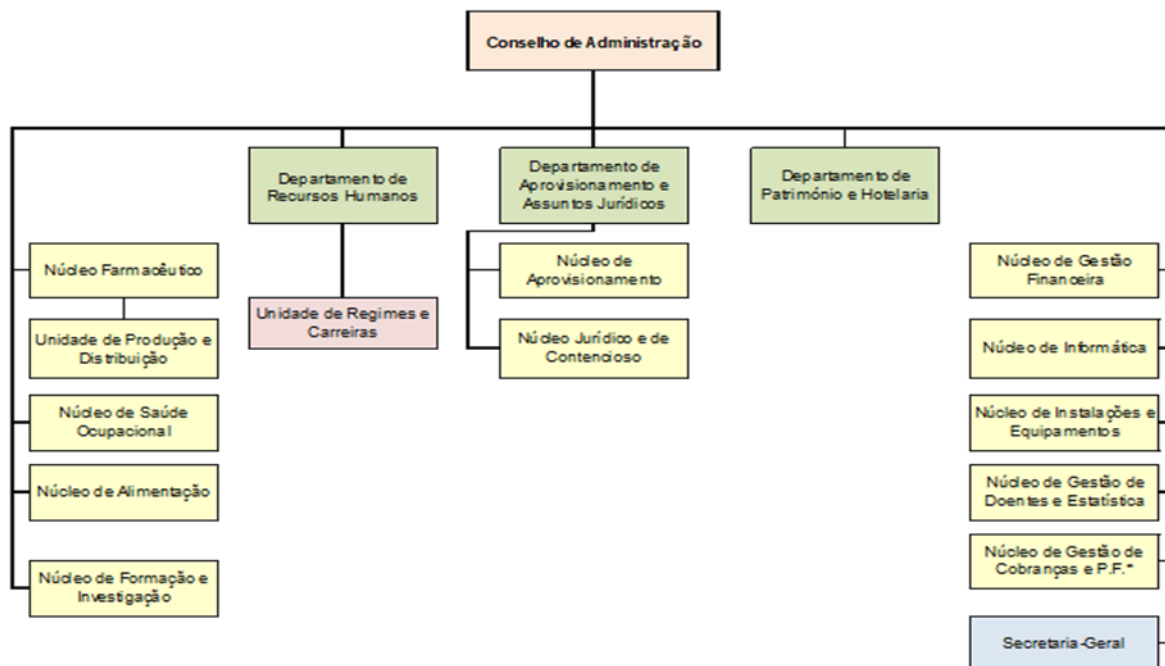 Conselho de Administração
Departamento de
Recursos Humanos
Departamento de
Aprovisionamento e
Assuntos Jurídicos
Departamento de
Património e Hotelaria
Núcleo Farmacêutico
Unidade de Produção e
Distribuição
Núcleo de Saúde
Ocupacional
Núcleo de Alimentação
Núcleo de Formação e
Investigação
Unidade de Regimes e
Carreiras
Núcleo de
Aprovisionamento
Núcleo Jurídico e de
Contencioso
Núcleo de Gestão
Financeira
Núcleo de Informática
Núcleo de Instalações e
Equipamentos
Núcleo de Gestão de
Doentes e Estatística
Núcleo de Gestão de
Cobranças e P.F.*
Secretaria-Geral